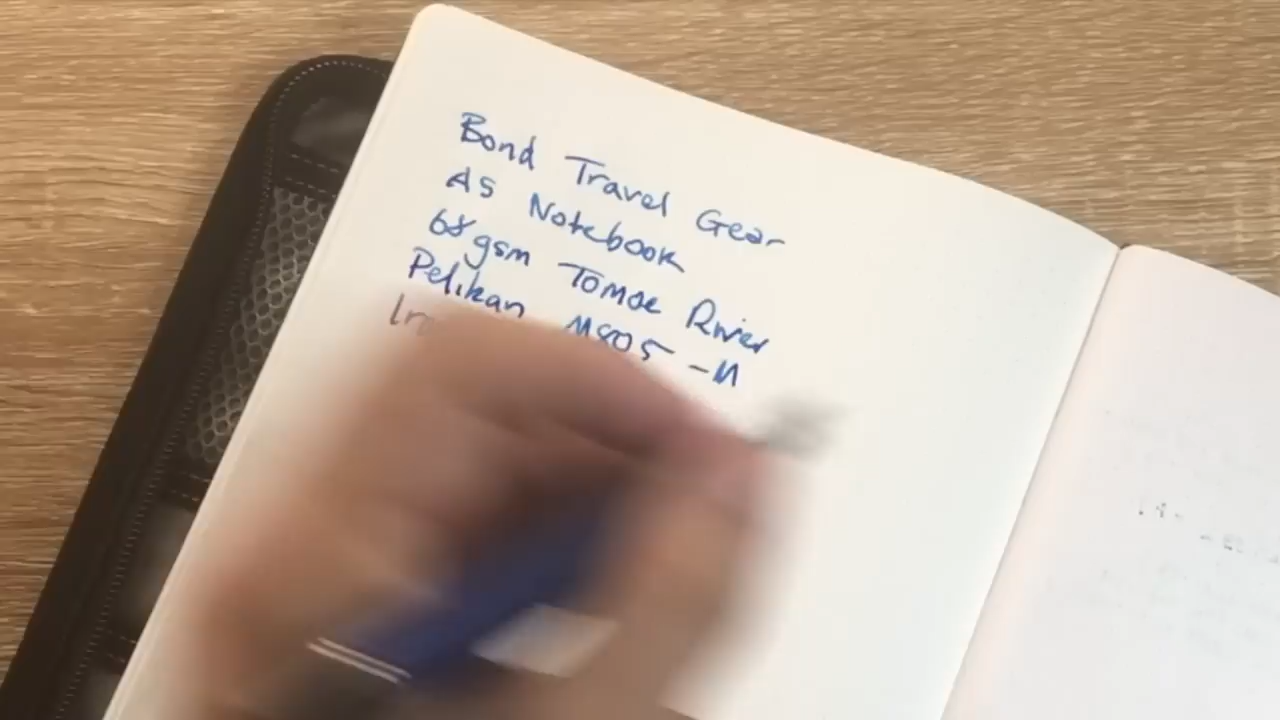 Bond Travel Gear
A5 Notebook
68gsm Tomoe River
Pelikan M805 -M